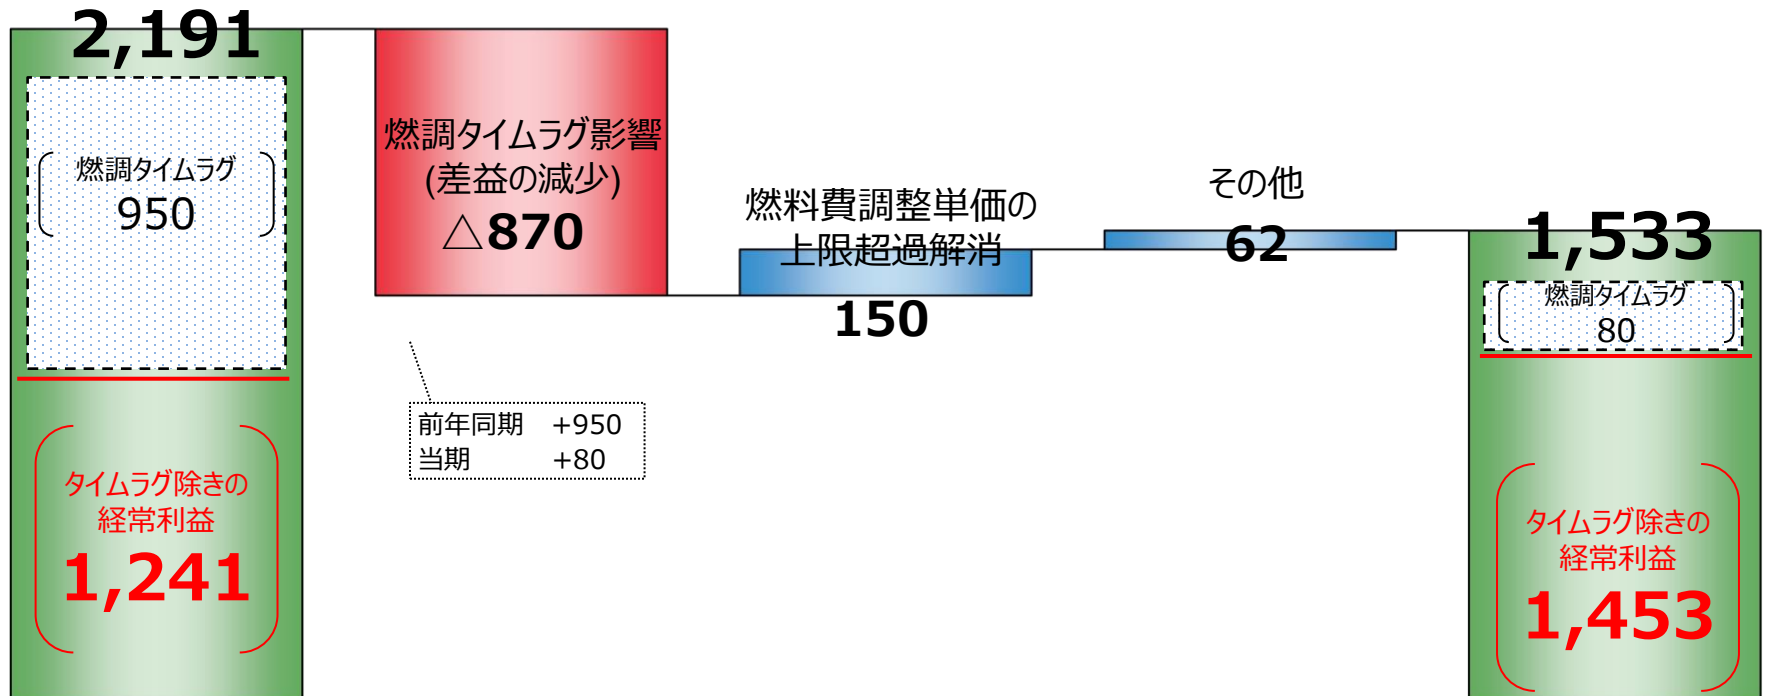 2,191
燃調タイムラグ
950
タイムラグ除きの
経常利益
1,241
燃調タイムラグ影響
(差益の減少)
△870
前年同期 +950
当期 +80
燃料費調整単価の
上限超過解消
150
その他
62
1,533
燃調タイムラグ
80
タイムラグ除きの
経常利益
1,453